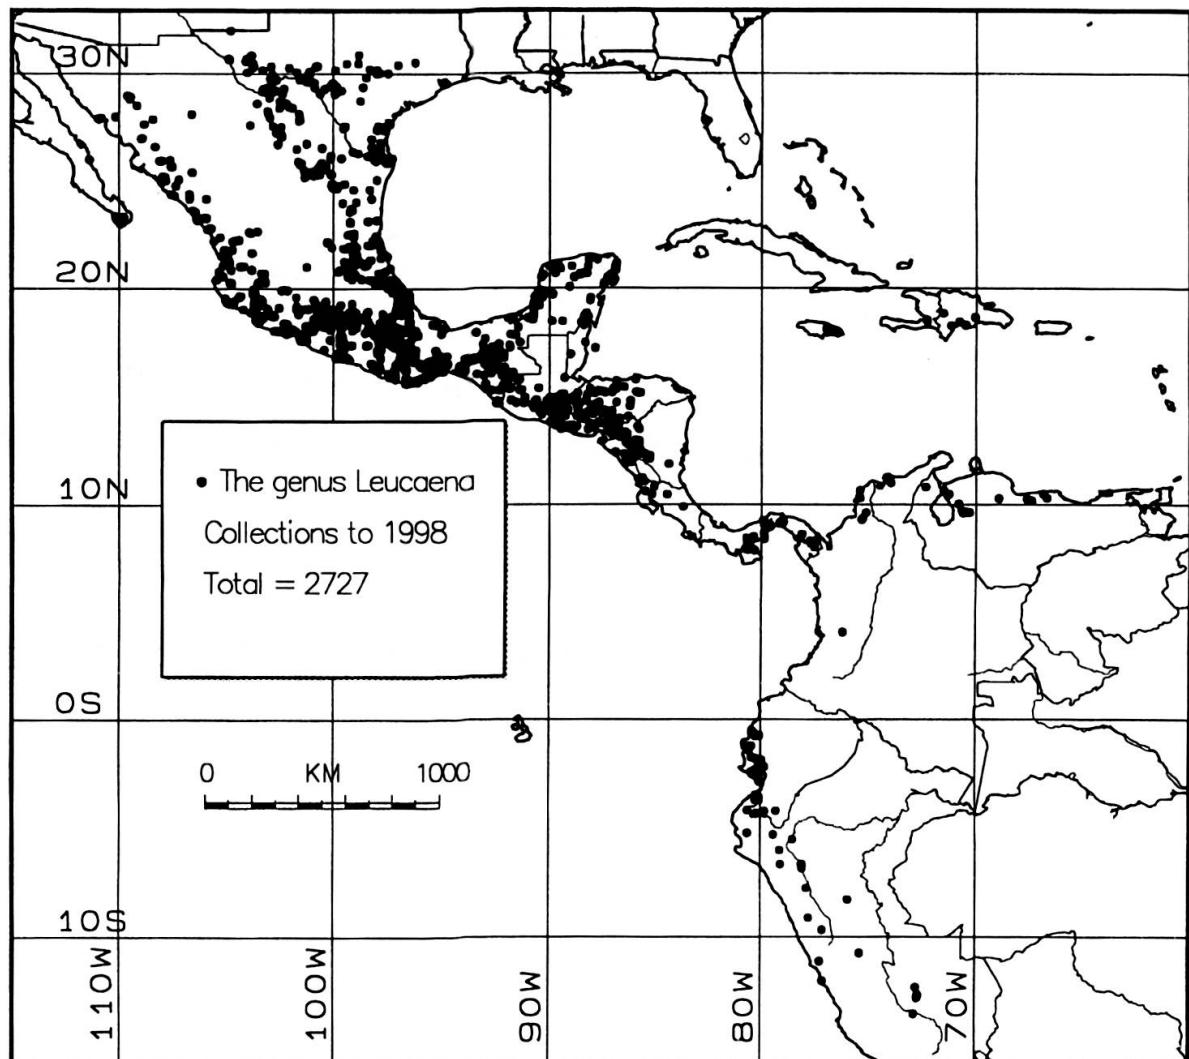 30N
20N
10N
0S
10S
110W
100W
90W
80W
70W
The genus Leucaena
Collections to 1998
Total = 2727
0 KM 1000